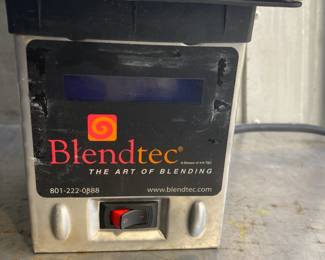 Blendtec®
THE ART OF BLENDING
801-222-0888 www.blendtec.com